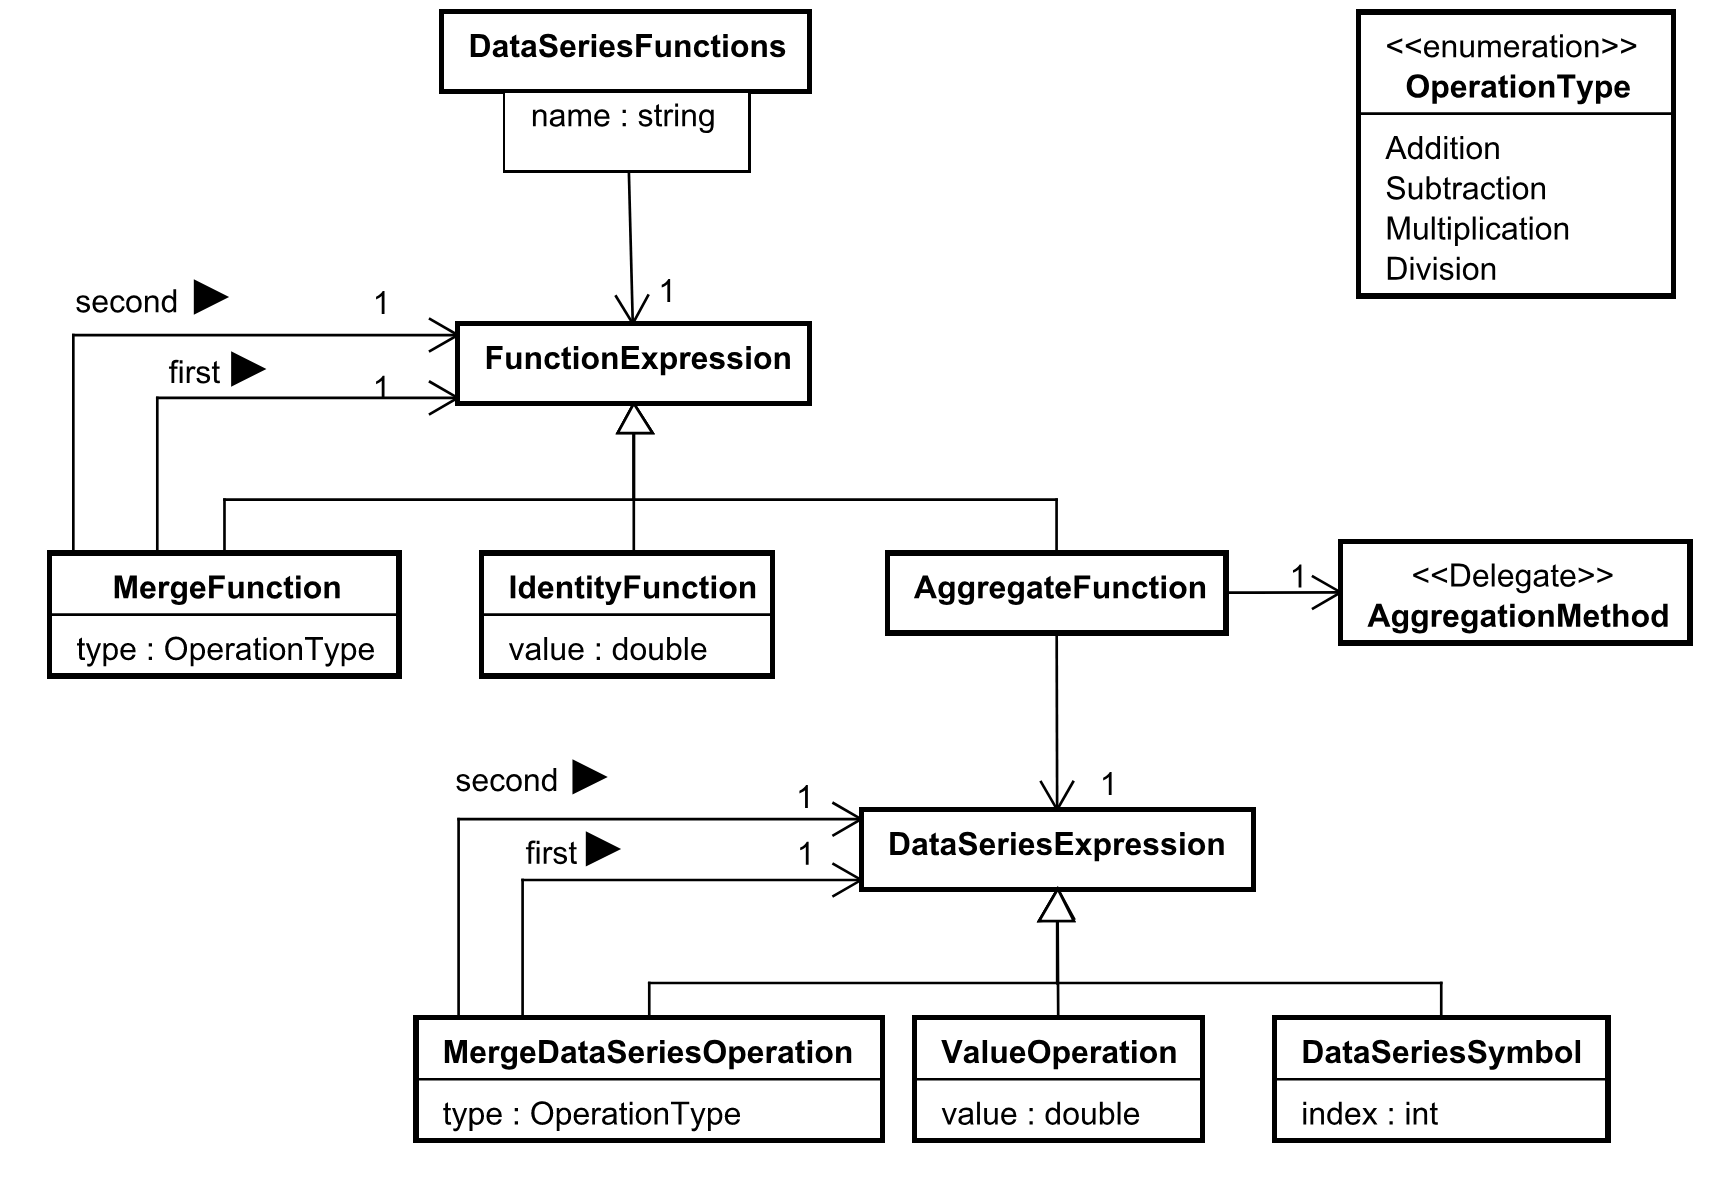 DataSeriesFunctions
name : string
<<enumeration>>
OperationType
Addition
Subtraction
Multiplication
Division
1
second
1
first
1
FunctionExpression
MergeFunction
type : OperationType
IdentityFunction
value : double
AggregateFunction
1
<<Delegate>>
AggregationMethod
second
1
1
first
1
DataSeriesExpression
MergeDataSeriesOperation
type : OperationType
ValueOperation
value : double
DataSeriesSymbol
index : int